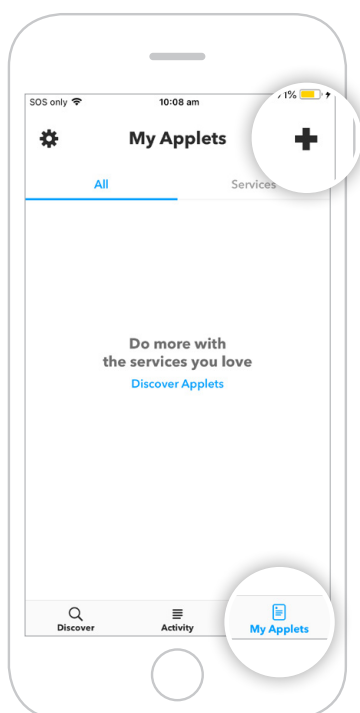 SOS only
10:08 am
1%
My Applets
All
Services
Do more with
the services you love
Discover Applets
Discover
Activity
My Applets